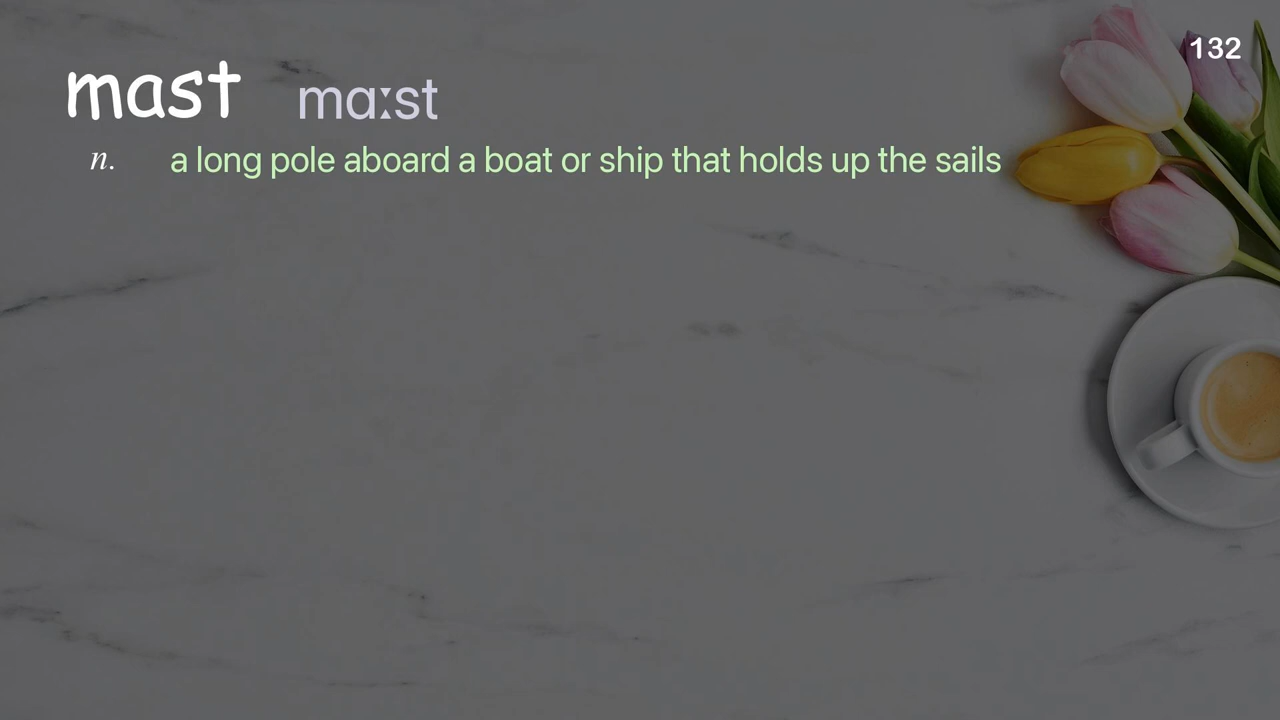 132
mast mɑːst
n. a long pole aboard a boat or ship that holds up the sails